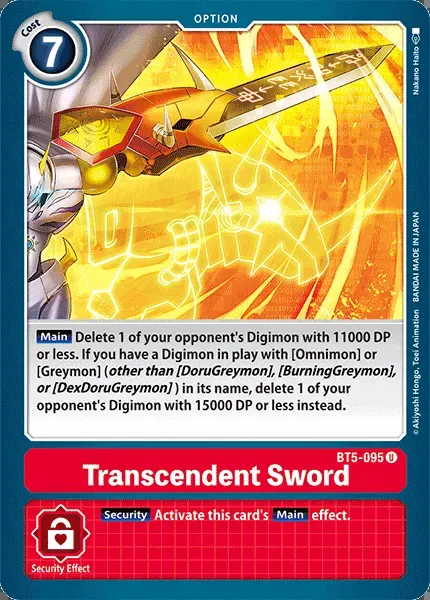 OPTION
Cost
7
Nakano Haito
Main Delete 1 of your opponent's Digimon with 11000 DP
or less. If you have a Digimon in play with [Omnimon] or
[Greymon] (other than [DoruGreymon], [BurningGreymon],
or [DexDoruGreymon] ) in its name, delete 1 of your
opponent's Digimon with 15000 DP or less instead.
©Akiyoshi Hongo, Toei Animation BANDAI MADE IN JAPAN
BT5-095 U
Transcendent Sword
Security Activate this card's Main effect.
Security Effect